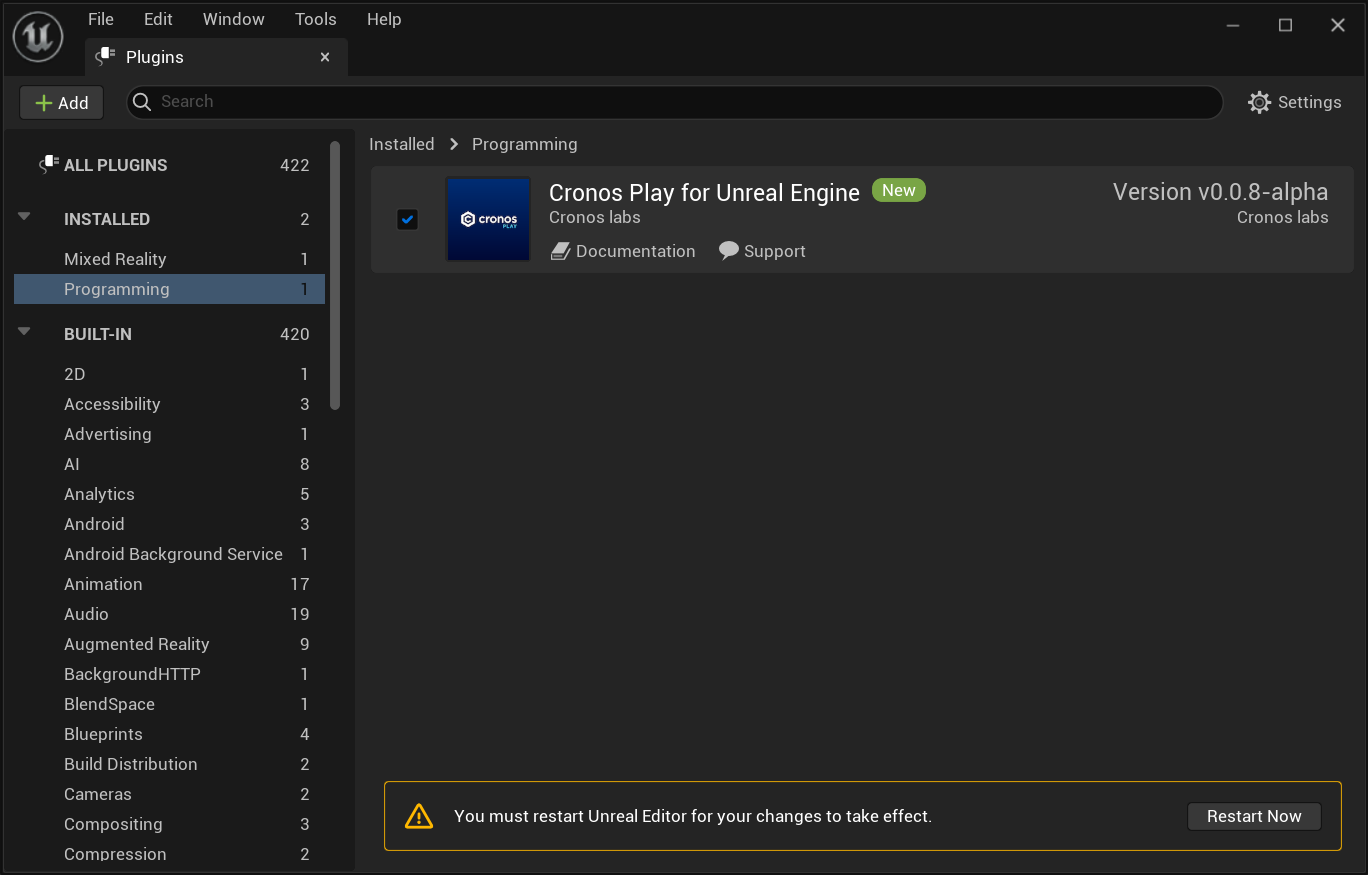 File Edit Window Tools Help
Plugins
Add
Search
Settings
ALL PLUGINS 422
INSTALLED 2
Mixed Reality 1
Programming 1
BUILT-IN 420
2D 1
Accessibility 3
Advertising 1
AI 8
Analytics 5
Android 3
Android Background Service 1
Animation 17
Audio 19
Augmented Reality 9
BackgroundHTTP 1
BlendSpace 1
Blueprints 4
Build Distribution 2
Cameras 2
Compositing 3
Compression 2
Installed > Programming
cronos
PLAY
Cronos Play for Unreal Engine New
Cronos labs
Documentation Support
Version v0.0.8-alpha
Cronos labs
You must restart Unreal Editor for your changes to take effect.
Restart Now